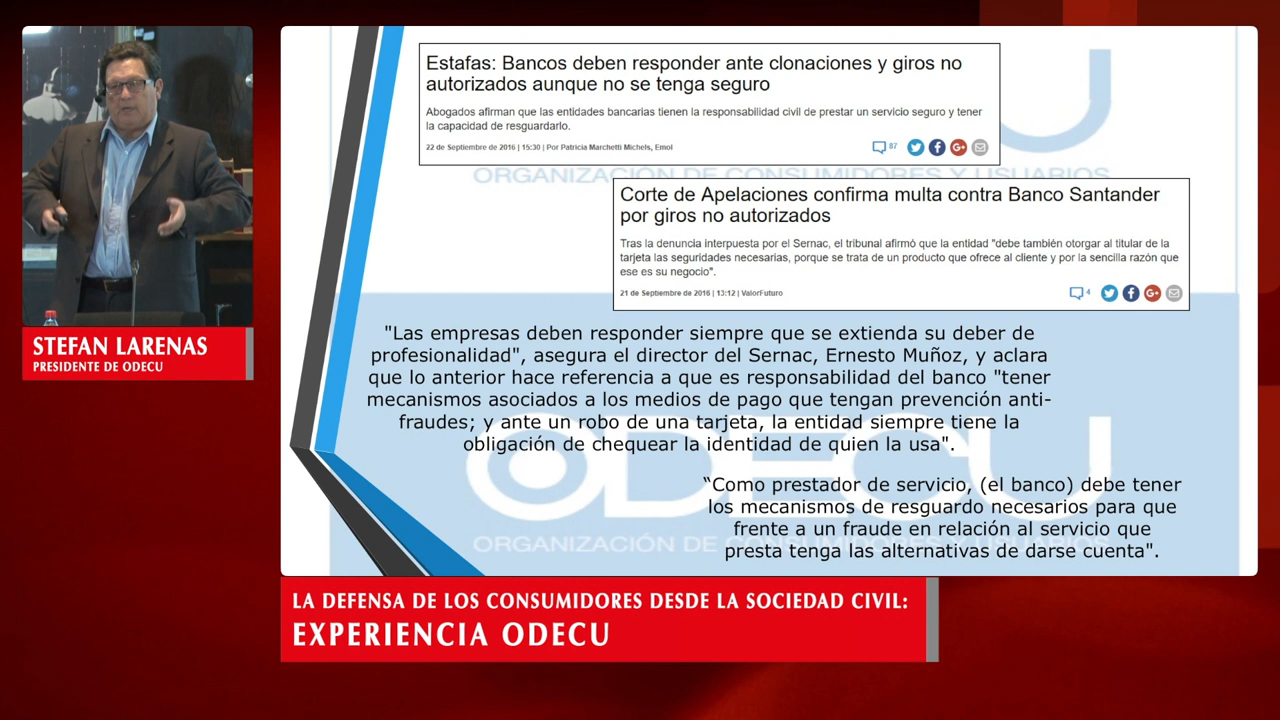 Estafas: Bancos deben responder ante clonaciones y giros no
autorizados aunque no se tenga seguro
Abogados afirman que las entidades bancarias tienen la responsabilidad civil de prestar un servicio seguro y tener
la capacidad de resguardarlo.
22 de Septiembre de 2016 | 15:30 | Por Patricia Marchetti Michels, Emol
87
ORGANIZACIÓN DE CONSUMIDORES Y USUARIOS
Corte de Apelaciones confirma multa contra Banco Santander
por giros no autorizados
Tras la denuncia interpuesta por el Sernac, el tribunal afirmó que la entidad "debe también otorgar al titular de la
tarjeta las seguridades necesarias, porque se trata de un producto que ofrece al cliente y por la sencilla razón que
ese es su negocio".
21 de Septiembre de 2016 | 13:12 | ValorFuturo
4
"Las empresas deben responder siempre que se extienda su deber de
profesionalidad", asegura el director del Sernac, Ernesto Muñoz, y aclara
que lo anterior hace referencia a que es responsabilidad del banco "tener
mecanismos asociados a los medios de pago que tengan prevención anti-
fraudes; y ante un robo de una tarjeta, la entidad siempre tiene la
obligación de chequear la identidad de quien la usa".
ODECU
“Como prestador de servicio, (el banco) debe tener
los mecanismos de resguardo necesarios para que
frente a un fraude en relación al servicio que
presta tenga las alternativas de darse cuenta".
ORGANIZACIÓN DE CONSUMIDORES Y USUARIOS
STEFAN LARENAS
PRESIDENTE DE ODECU
LA DEFENSA DE LOS CONSUMIDORES DESDE LA SOCIEDAD CIVIL:
EXPERIENCIA ODECU